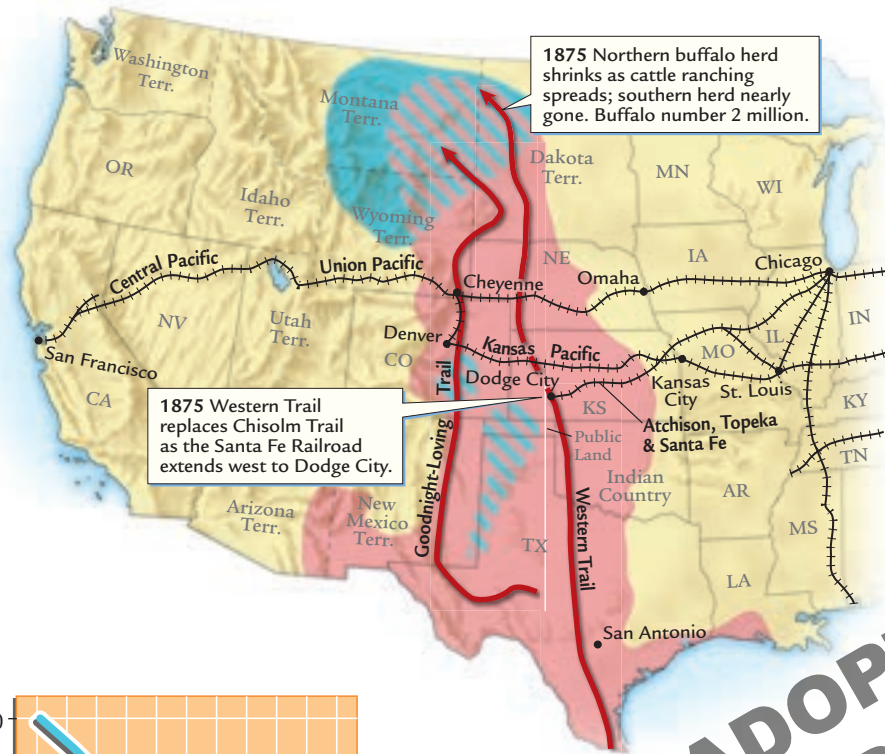 Washington
Terr.
Montana
Terr.
1875 Northern buffalo herd
shrinks as cattle ranching
spreads; southern herd nearly
gone. Buffalo number 2 million.
OR
Idaho
Terr.
Dakota
Terr.
MN
WI
Wyoming
Terr.
NE
IA
Chicago
Central Pacific
Union Pacific
Cheyenne
Omaha
NV
Utah
Terr.
Denver
CO
Kansas Pacific
MO
IL
IN
San Francisco
CA
Trail
Dodge City
Kansas
City
St. Louis
KY
1875 Western Trail
replaces Chisolm Trail
as the Santa Fe Railroad
extends west to Dodge City.
KS
Atchison, Topeka
& Santa Fe
Public
Land
TN
Goodnight-Loving
Indian
Country
Arizona
Terr.
New
Mexico
Terr.
AR
MS
TX
Western Trail
LA
San Antonio